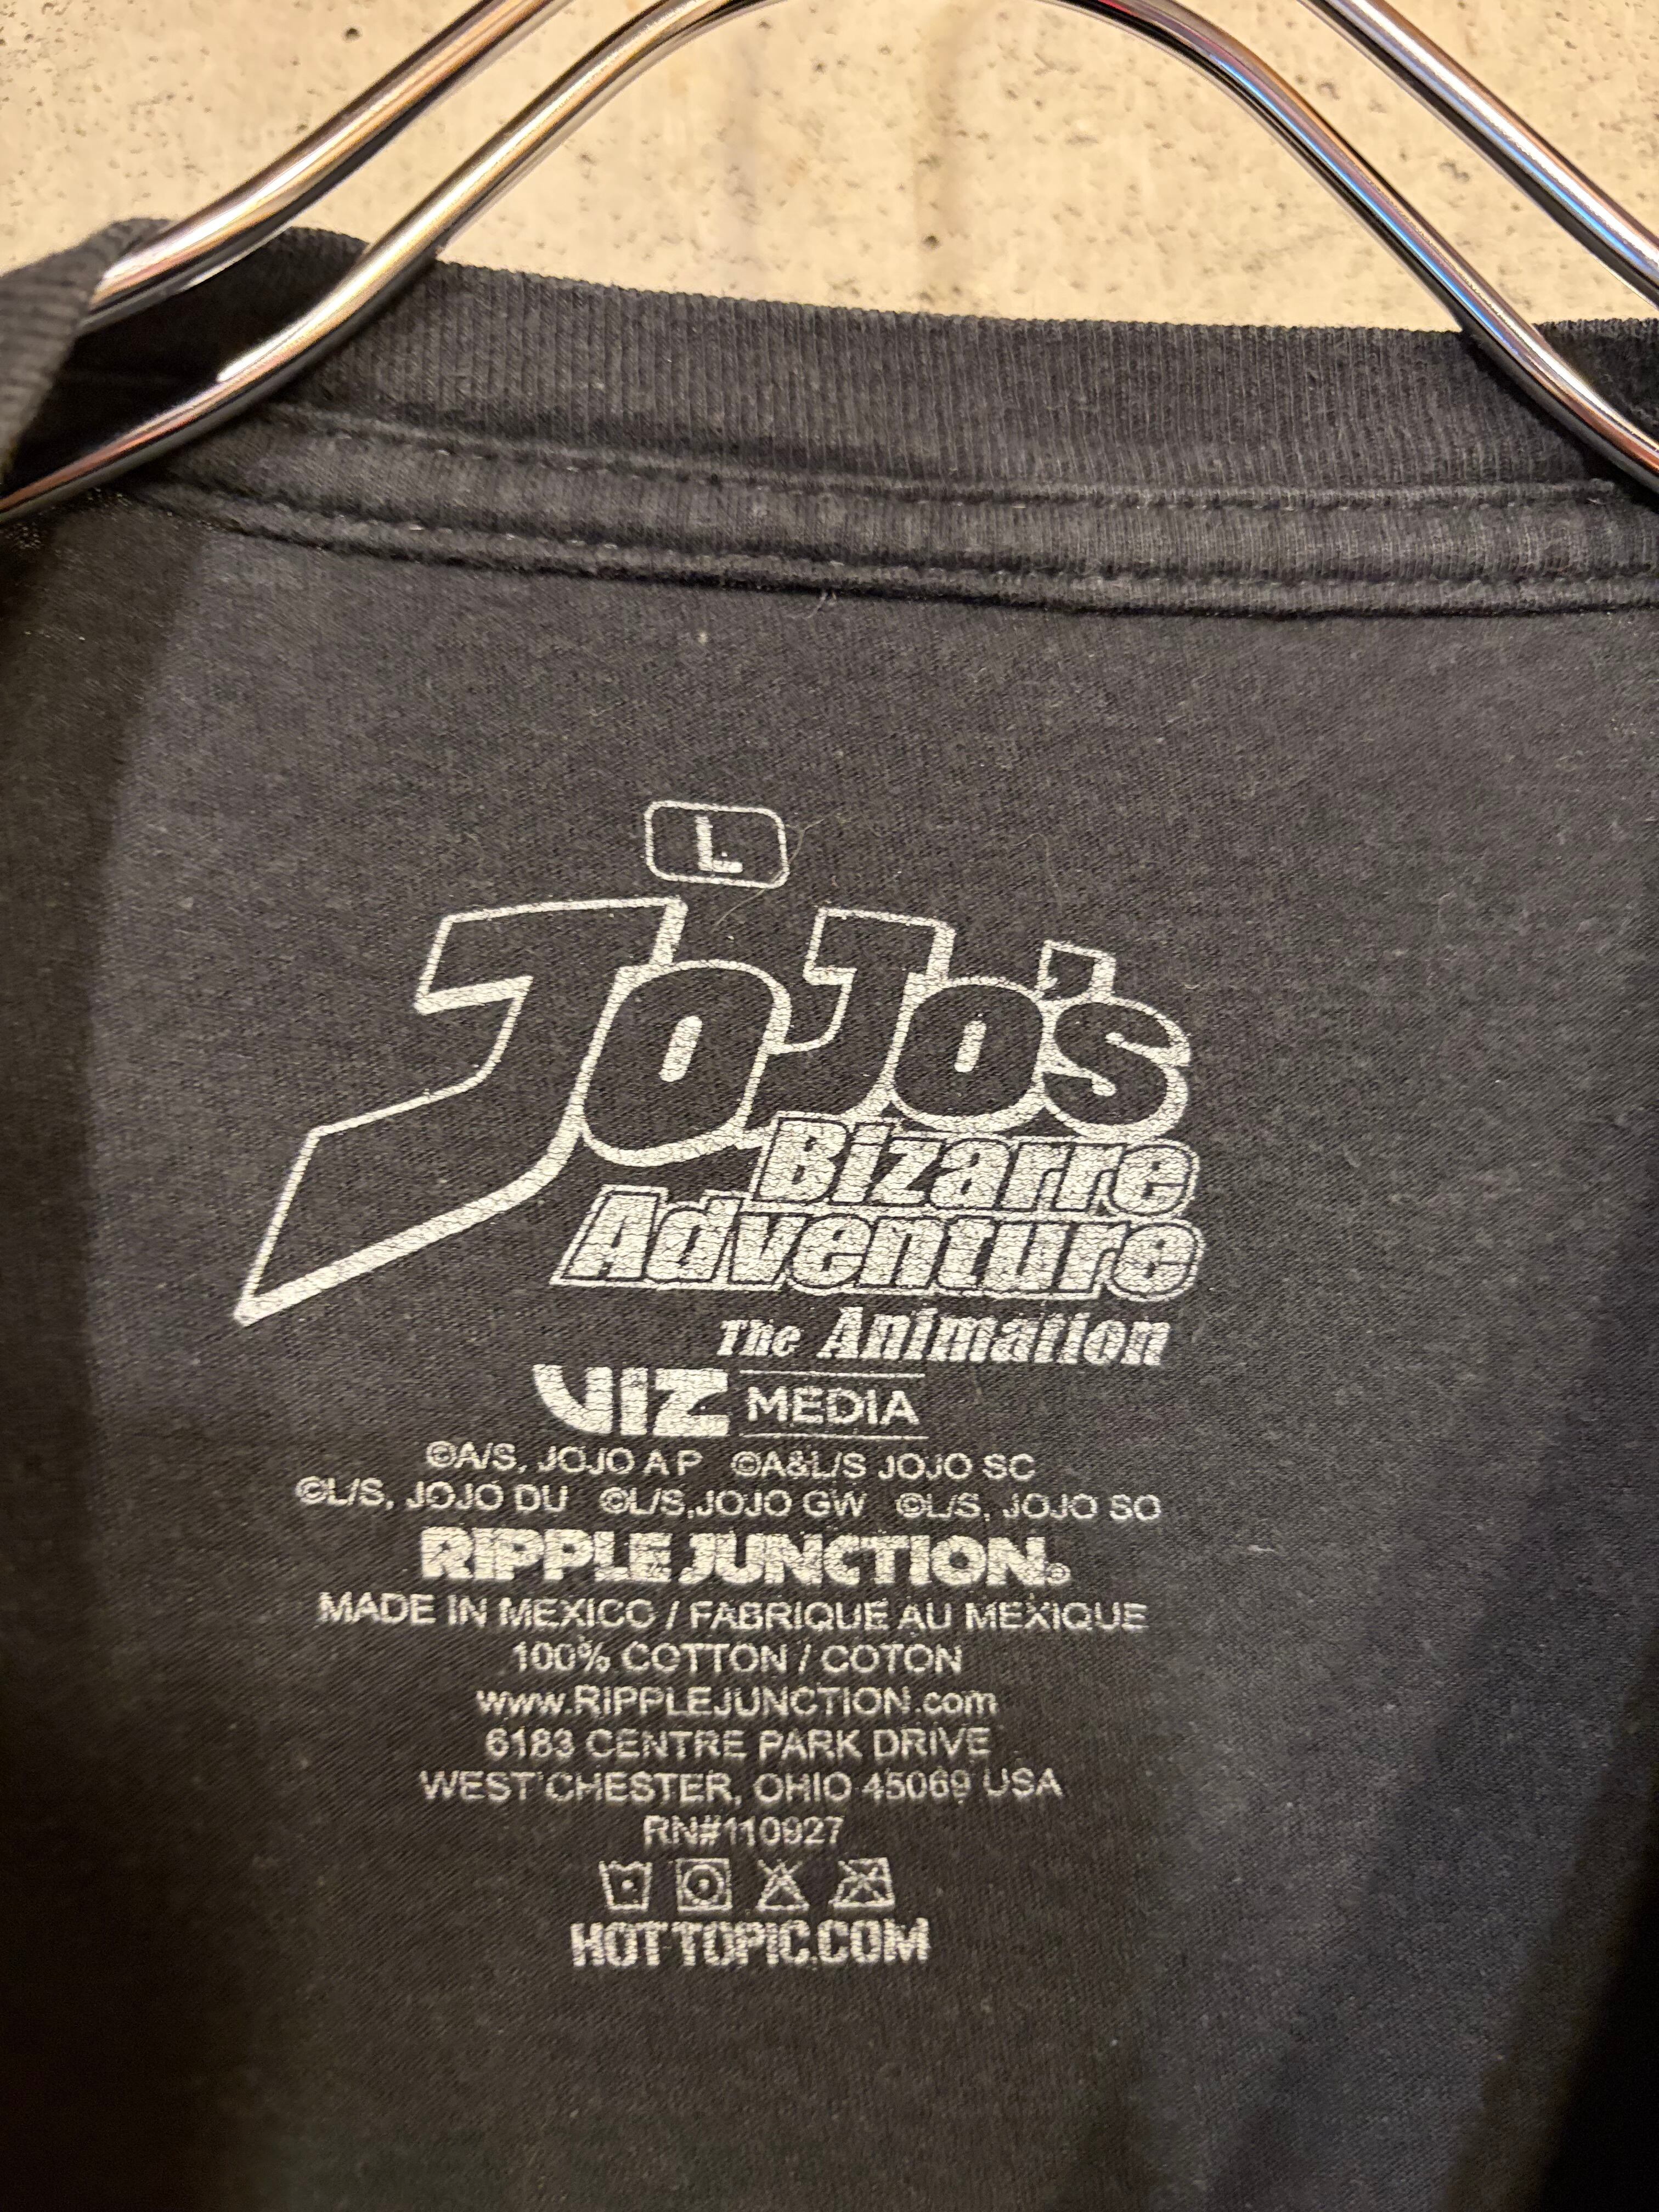 L
JoJo's
Bizarre
Adventure
The Animation
VIZ MEDIA
©A/S, JOJO A P ©A&L/S JOJO SC
©L/S, JOJO DU ©L/S,JOJO GW ©L/S, JOJO SO
RIPPLE JUNCTION®
MADE IN MEXICO / FABRIQUE AU MEXIQUE
100% COTTON / COTON
www.RIPPLEJUNCTION.com
6183 CENTRE PARK DRIVE
WEST CHESTER, OHIO 45069 USA
RN#110927
HOTTOPIC.COM